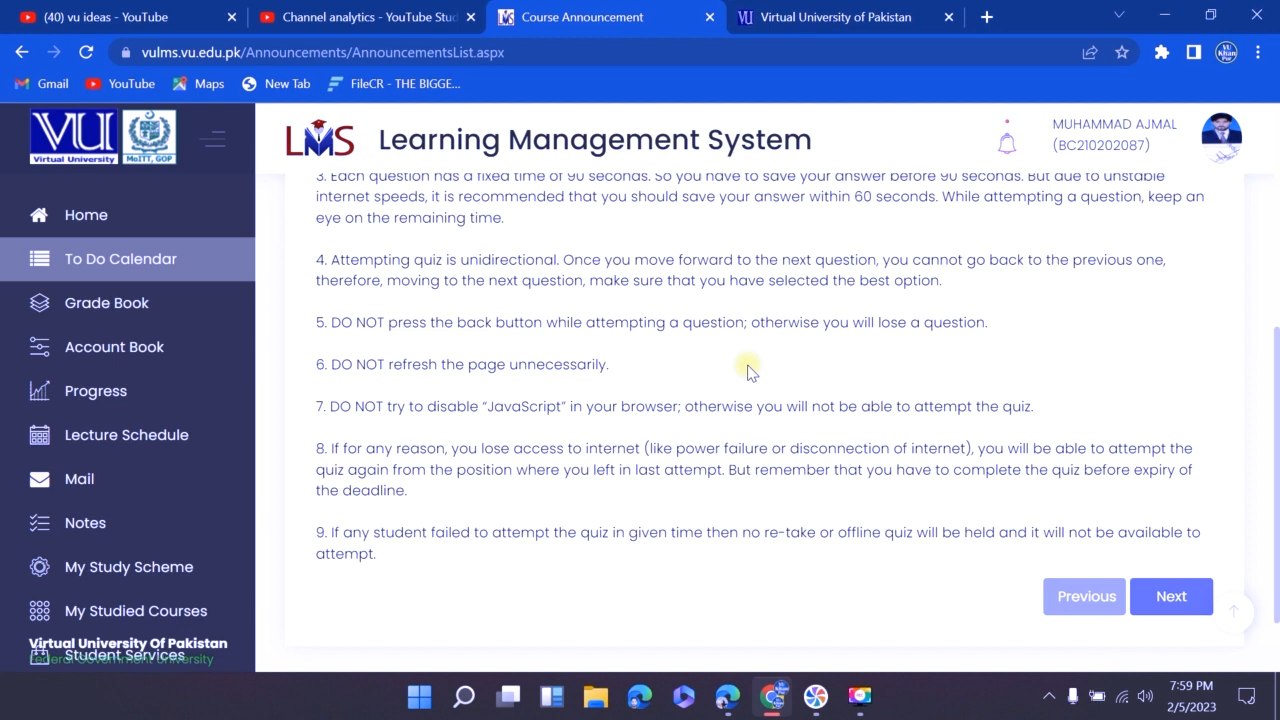 (40) vu ideas - YouTube
Channel analytics - YouTube Stud
Course Announcement
Virtual University of Pakistan
vulms.vu.edu.pk/Announcements/AnnouncementsList.aspx
VU
Khan
Gmail
YouTube
Maps
New Tab
FileCR - THE BIGGE...
VU
Virtual University
MoITT, GOP
LMS
Learning Management System
MUHAMMAD AJMAL
(BC210202087)
Home
To Do Calendar
Grade Book
Account Book
Progress
Lecture Schedule
Mail
Notes
My Study Scheme
My Studied Courses
Student Services
Virtual University Of Pakistan
Federal Government University
3. Each question has a fixed time of 90 seconds. So you have to save your answer before 90 seconds. But due to unstable
internet speeds, it is recommended that you should save your answer within 60 seconds. While attempting a question, keep an
eye on the remaining time.
4. Attempting quiz is unidirectional. Once you move forward to the next question, you cannot go back to the previous one,
therefore, moving to the next question, make sure that you have selected the best option.
5. DO NOT press the back button while attempting a question; otherwise you will lose a question.
6. DO NOT refresh the page unnecessarily.
7. DO NOT try to disable “JavaScript” in your browser; otherwise you will not be able to attempt the quiz.
8. If for any reason, you lose access to internet (like power failure or disconnection of internet), you will be able to attempt the
quiz again from the position where you left in last attempt. But remember that you have to complete the quiz before expiry of
the deadline.
9. If any student failed to attempt the quiz in given time then no re-take or offline quiz will be held and it will not be available to
attempt.
Previous
Next
7:59 PM
2/5/2023